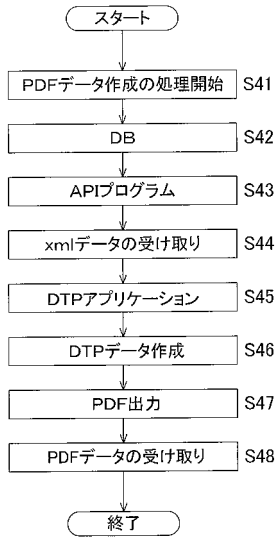 スタート
PDFデータ作成の処理開始 S41
DB S42
APIプログラム S43
xmlデータの受け取り S44
DTPアプリケーション S45
DTPデータ作成 S46
PDF出力 S47
PDFデータの受け取り S48
終了